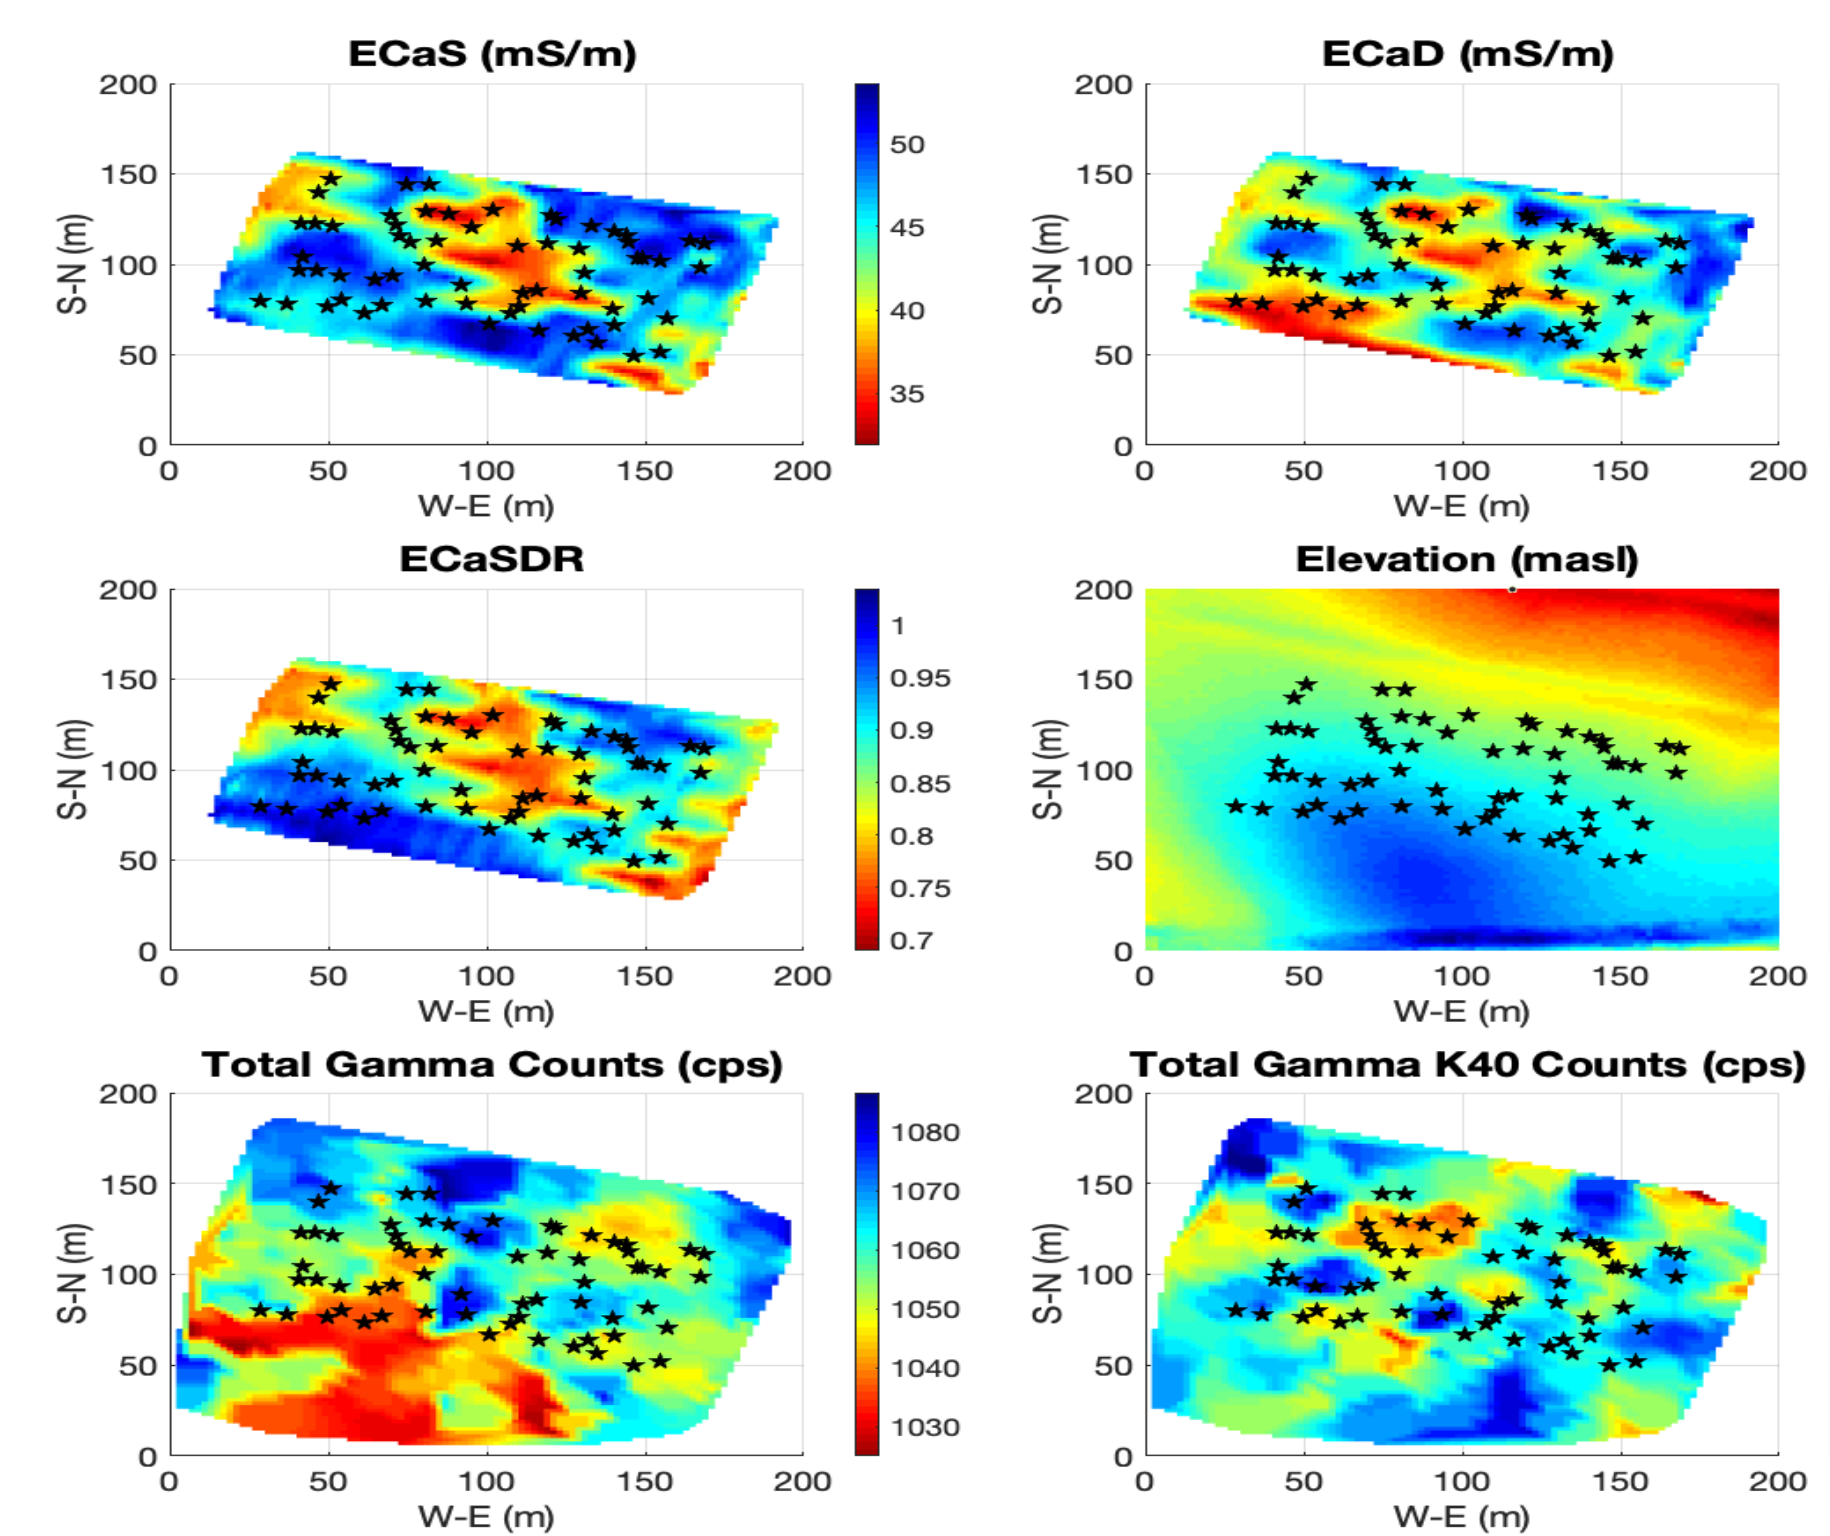 ECaS (mS/m)
200
150
100
50
0
S-N (m)
0 50 100 150 200
W-E (m)
50
45
40
35
ECaD (mS/m)
200
150
100
50
0
S-N (m)
0 50 100 150 200
W-E (m)
ECaSDR
200
150
100
50
0
S-N (m)
0 50 100 150 200
W-E (m)
1
0.95
0.9
0.85
0.8
0.75
0.7
Elevation (masl)
200
150
100
50
0
S-N (m)
0 50 100 150 200
W-E (m)
Total Gamma Counts (cps)
200
150
100
50
0
S-N (m)
0 50 100 150 200
W-E (m)
1080
1070
1060
1050
1040
1030
Total Gamma K40 Counts (cps)
200
150
100
50
0
S-N (m)
0 50 100 150 200
W-E (m)